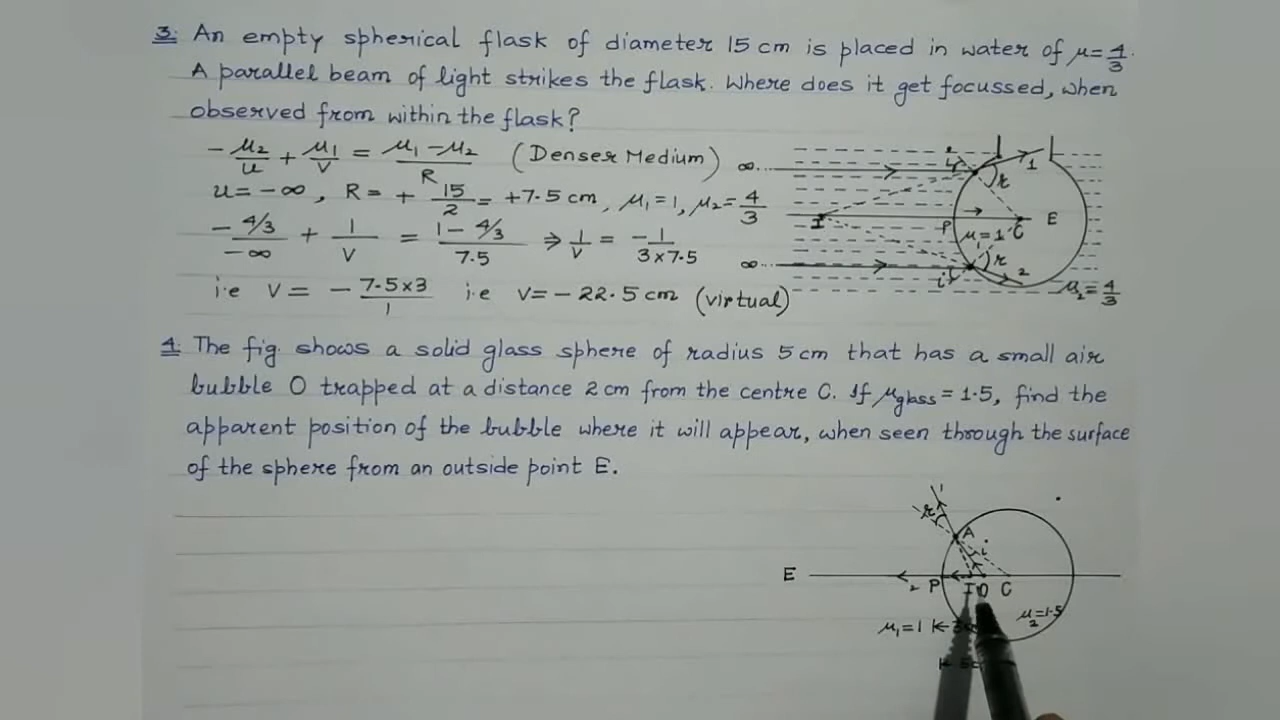 3. An empty spherical flask of diameter 15 cm is placed in water of μ = 4/3.
A parallel beam of light strikes the flask. Where does it get focussed, when
observed from within the flask?
-μ₂/u + μ₁/v = (μ₁ - μ₂)/R (Denser Medium)
u = -∞, R = + 15/2 = +7.5 cm, μ₁ = 1, μ₂ = 4/3
(-4/3)/(-∞) + 1/v = (1 - 4/3)/7.5 ⇒ 1/v = -1/(3×7.5)
i.e v = - (7.5×3)/1 i.e v = - 22.5 cm (virtual)
∞
i
1
r
I
P
μ₁ = 1
C
E
∞
i
r
2
μ₂ = 4/3
4. The fig. shows a solid glass sphere of radius 5 cm that has a small air
bubble O trapped at a distance 2 cm from the centre C. If μglass = 1.5, find the
apparent position of the bubble where it will appear, when seen through the surface
of the sphere from an outside point E.
1
r
A
i
E
2
P
I
O
C
μ₂ = 1.5
μ₁ = 1
3
5